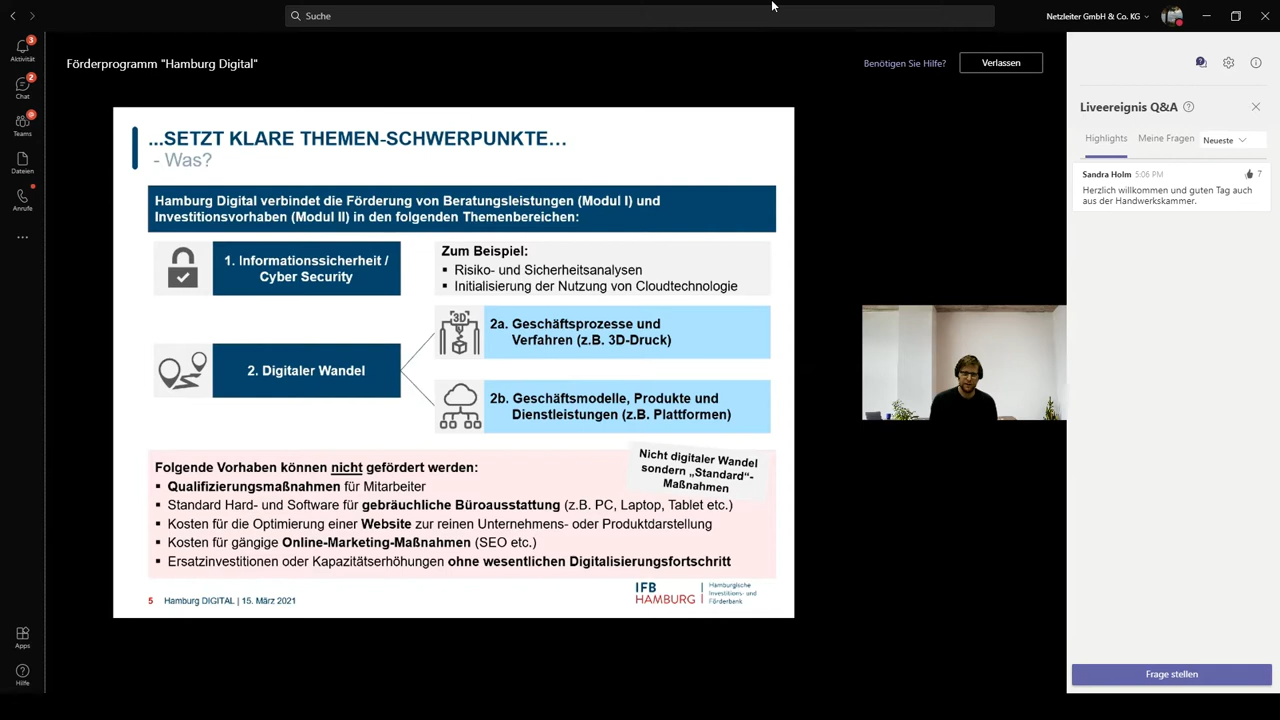 Suche
Netzleiter GmbH & Co. KG
3
Aktivität
2
Chat
Teams
Dateien
Anrufe
Apps
Hilfe
Förderprogramm "Hamburg Digital"
Benötigen Sie Hilfe?
Verlassen
...SETZT KLARE THEMEN-SCHWERPUNKTE...
- Was?
Hamburg Digital verbindet die Förderung von Beratungsleistungen (Modul I) und
Investitionsvorhaben (Modul II) in den folgenden Themenbereichen:
1. Informationssicherheit /
Cyber Security
Zum Beispiel:
▪ Risiko- und Sicherheitsanalysen
▪ Initialisierung der Nutzung von Cloudtechnologie
2. Digitaler Wandel
3D
2a. Geschäftsprozesse und
Verfahren (z.B. 3D-Druck)
2b. Geschäftsmodelle, Produkte und
Dienstleistungen (z.B. Plattformen)
Nicht digitaler Wandel
sondern „Standard“-
Maßnahmen
Folgende Vorhaben können nicht gefördert werden:
▪ Qualifizierungsmaßnahmen für Mitarbeiter
▪ Standard Hard- und Software für gebräuchliche Büroausstattung (z.B. PC, Laptop, Tablet etc.)
▪ Kosten für die Optimierung einer Website zur reinen Unternehmens- oder Produktdarstellung
▪ Kosten für gängige Online-Marketing-Maßnahmen (SEO etc.)
▪ Ersatzinvestitionen oder Kapazitätserhöhungen ohne wesentlichen Digitalisierungsfortschritt
5 Hamburg DIGITAL | 15. März 2021
IFB
HAMBURG
Hamburgische
Investitions- und
Förderbank
Liveereignis Q&A
Highlights
Meine Fragen
Neueste
Sandra Holm 5:06 PM
7
Herzlich willkommen und guten Tag auch
aus der Handwerkskammer.
Frage stellen